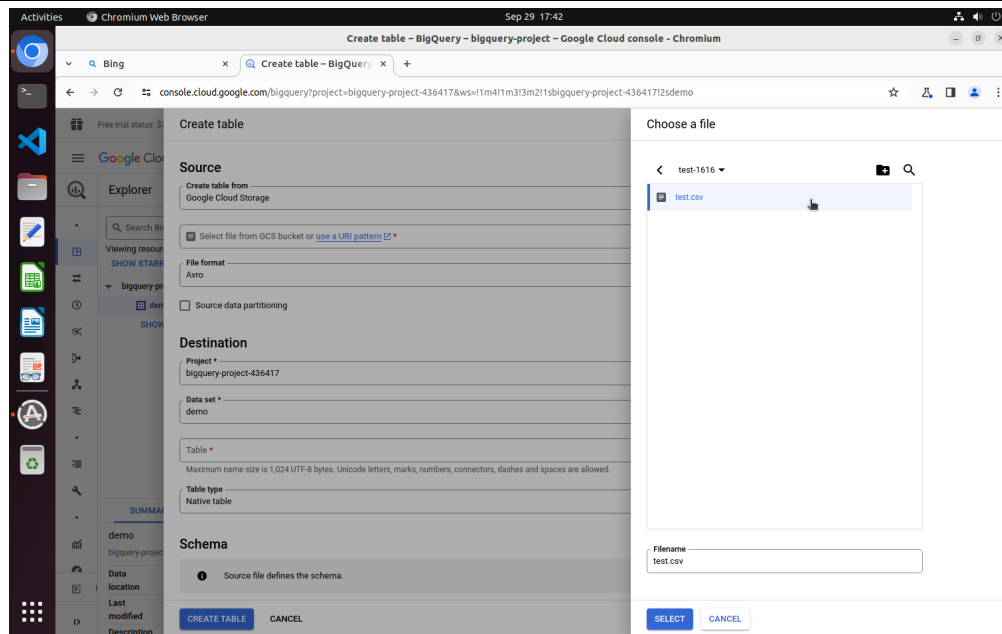 Activities
Chromium Web Browser
Sep 29 17:42
Create table – BigQuery – bigquery-project – Google Cloud console - Chromium
Bing
Create table – BigQuery
console.cloud.google.com/bigquery?project=bigquery-project-436417&ws=!1m4!1m3!3m2!1sbigquery-project-436417!2sdemo
Free trial status: $
Google Clo
Explorer
Search Bi
Viewing resour
SHOW STARR
bigquery-pr
dem
SHOW
SUMMA
demo
bigquery-projec
Data
location
Last
modified
Description
Create table
Source
Create table from
Google Cloud Storage
Select file from GCS bucket or use a URI pattern *
File format
Avro
Source data partitioning
Destination
Project *
bigquery-project-436417
Data set *
demo
Table *
Maximum name size is 1,024 UTF-8 bytes. Unicode letters, marks, numbers, connectors, dashes and spaces are allowed.
Table type
Native table
Schema
Source file defines the schema.
CREATE TABLE
CANCEL
Choose a file
test-1616
test.csv
Filename
test.csv
SELECT
CANCEL